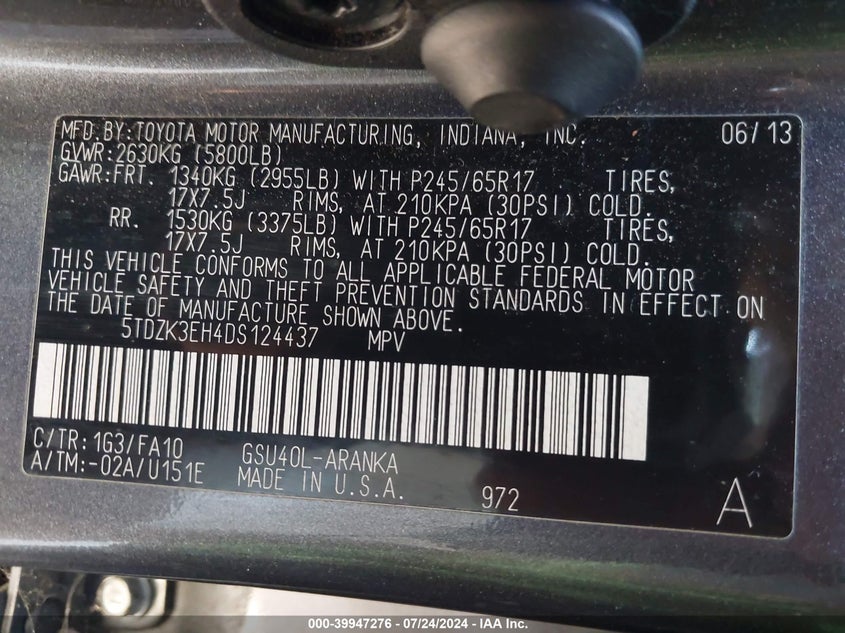 MFD.BY:TOYOTA MOTOR MANUFACTURING, INDIANA, INC. 06/13
GVWR:2630KG (5800LB)
GAWR:FRT. 1340KG (2955LB) WITH P245/65R17 TIRES,
17X7.5J RIMS, AT 210KPA (30PSI) COLD.
RR. 1530KG (3375LB) WITH P245/65R17 TIRES,
17X7.5J RIMS, AT 210KPA (30PSI) COLD.
THIS VEHICLE CONFORMS TO ALL APPLICABLE FEDERAL MOTOR
VEHICLE SAFETY AND THEFT PREVENTION STANDARDS IN EFFECT ON
THE DATE OF MANUFACTURE SHOWN ABOVE.
5TDZK3EH4DS124437 MPV
C/TR:1G3/FA10 GSU40L-ARANKA
A/TM:-02A/U151E MADE IN U.S.A. 972 A
000-39947276 - 07/24/2024 - IAA Inc.